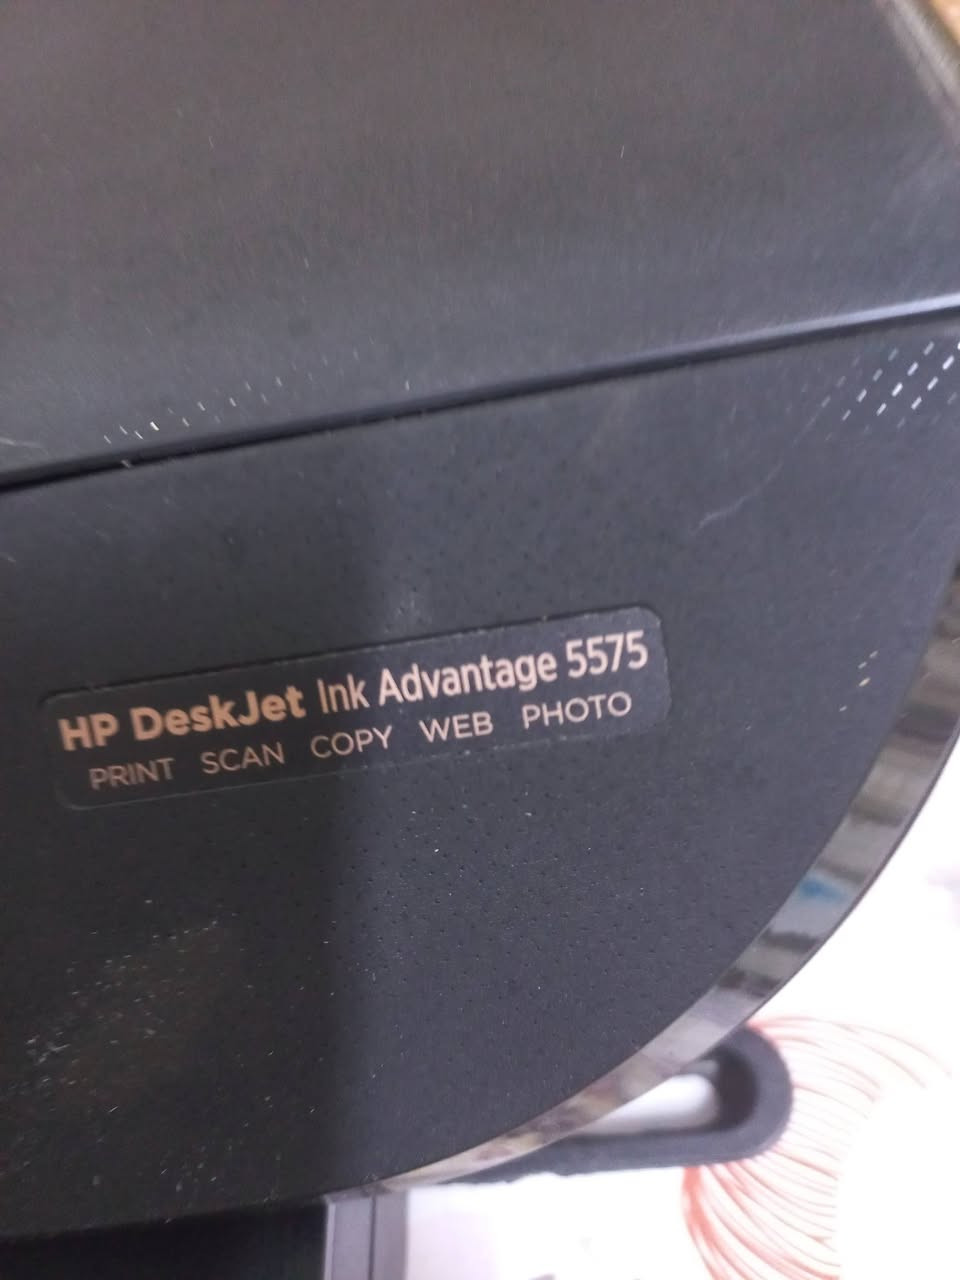 HP DeskJet Ink Advantage 5575
PRINT SCAN COPY WEB PHOTO